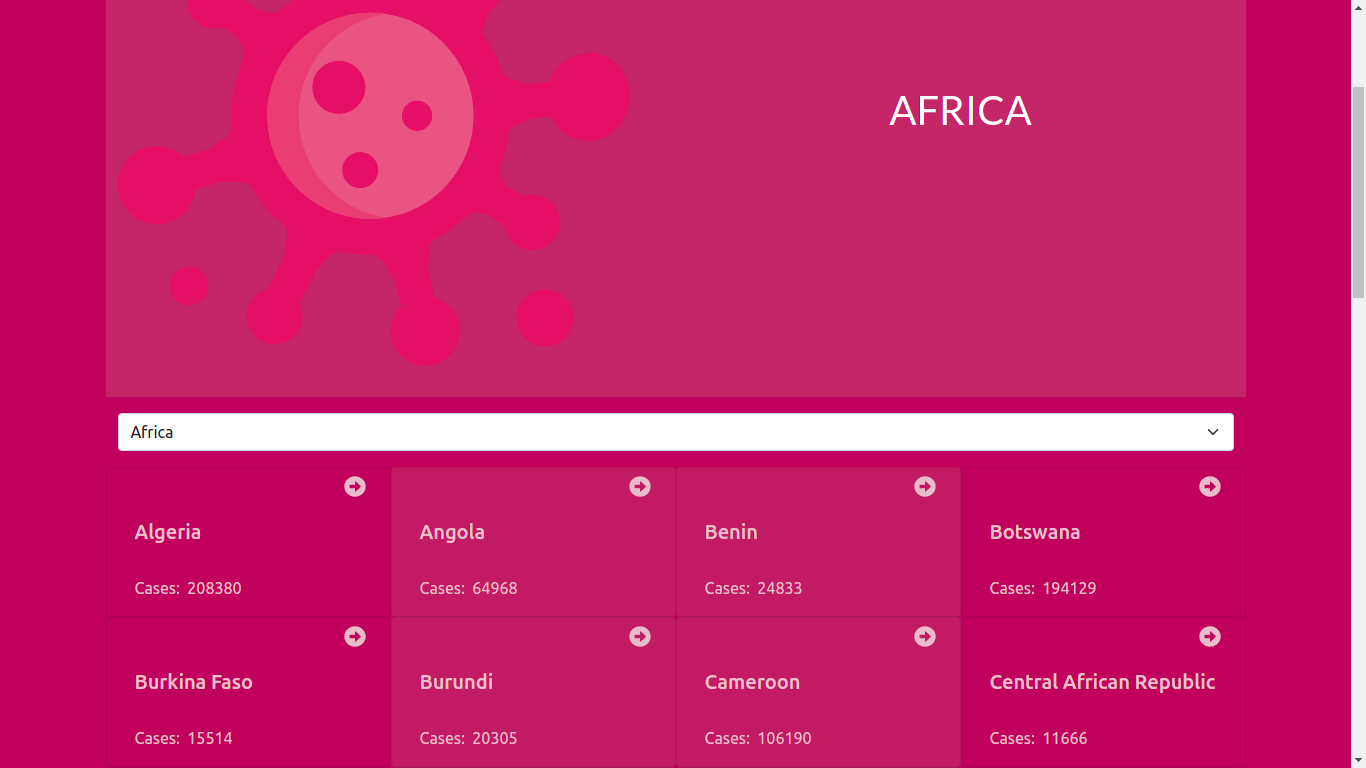 AFRICA
Africa
Algeria
Cases: 208380
Angola
Cases: 64968
Benin
Cases: 24833
Botswana
Cases: 194129
Burkina Faso
Cases: 15514
Burundi
Cases: 20305
Cameroon
Cases: 106190
Central African Republic
Cases: 11666